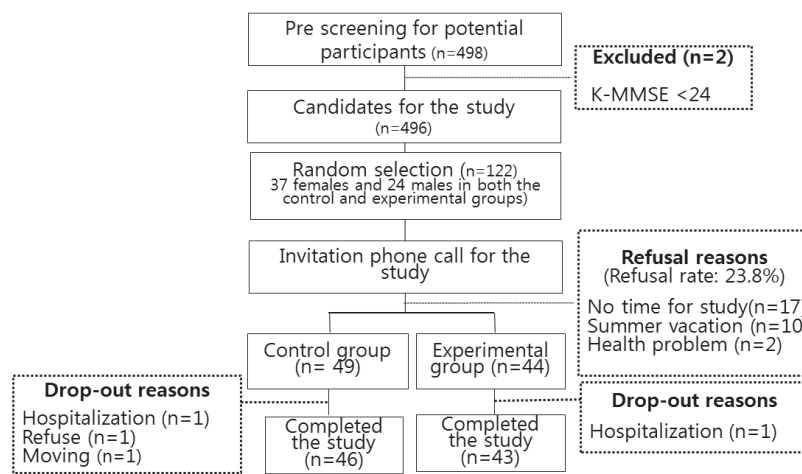 Pre screening for potential
participants (n=498)
Excluded (n=2)
K-MMSE <24
Candidates for the study
(n=496)
Random selection (n=122)
37 females and 24 males in both the
control and experimental groups)
Invitation phone call for the
study
Refusal reasons
(Refusal rate: 23.8%)
No time for study(n=17)
Summer vacation (n=10
Health problem (n=2)
Control group
(n= 49)
Experimental
group (n=44)
Drop-out reasons
Hospitalization (n=1)
Refuse (n=1)
Moving (n=1)
Completed
the study
(n=46)
Completed
the study
(n=43)
Drop-out reasons
Hospitalization (n=1)